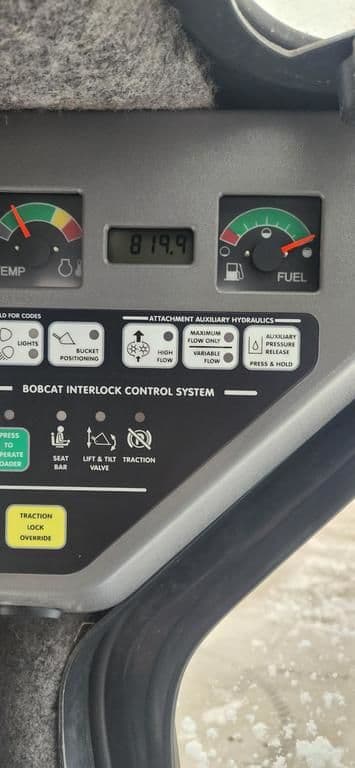 819.9
EMP
FUEL
LD FOR CODES
ATTACHMENT AUXILIARY HYDRAULICS
LIGHTS
BUCKET
POSITIONING
HIGH
FLOW
MAXIMUM
FLOW ONLY
VARIABLE
FLOW
AUXILIARY
PRESSURE
RELEASE
PRESS & HOLD
BOBCAT INTERLOCK CONTROL SYSTEM
PRESS
TO
PERATE
OADER
SEAT
BAR
LIFT & TILT
VALVE
TRACTION
TRACTION
LOCK
OVERRIDE